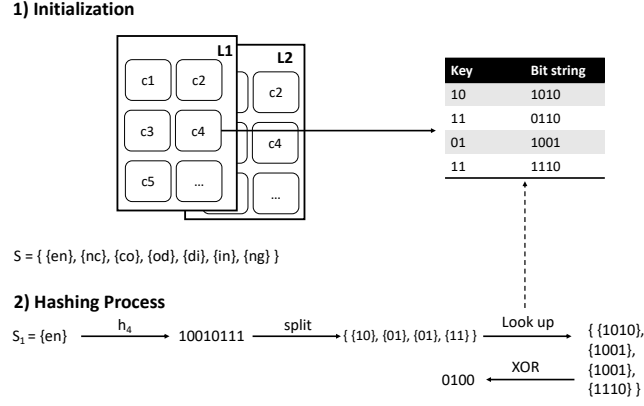 1) Initialization
L1
L2
c1 c2
c2
c3 c4
c4
c5 ...
...
Key Bit string
10 1010
11 0110
01 1001
11 1110
S = { {en}, {nc}, {co}, {od}, {di}, {in}, {ng} }
2) Hashing Process
S1 = {en} h4 10010111 split { {10}, {01}, {01}, {11} } Look up { {1010},
{1001},
{1001},
{1110} }
XOR
0100